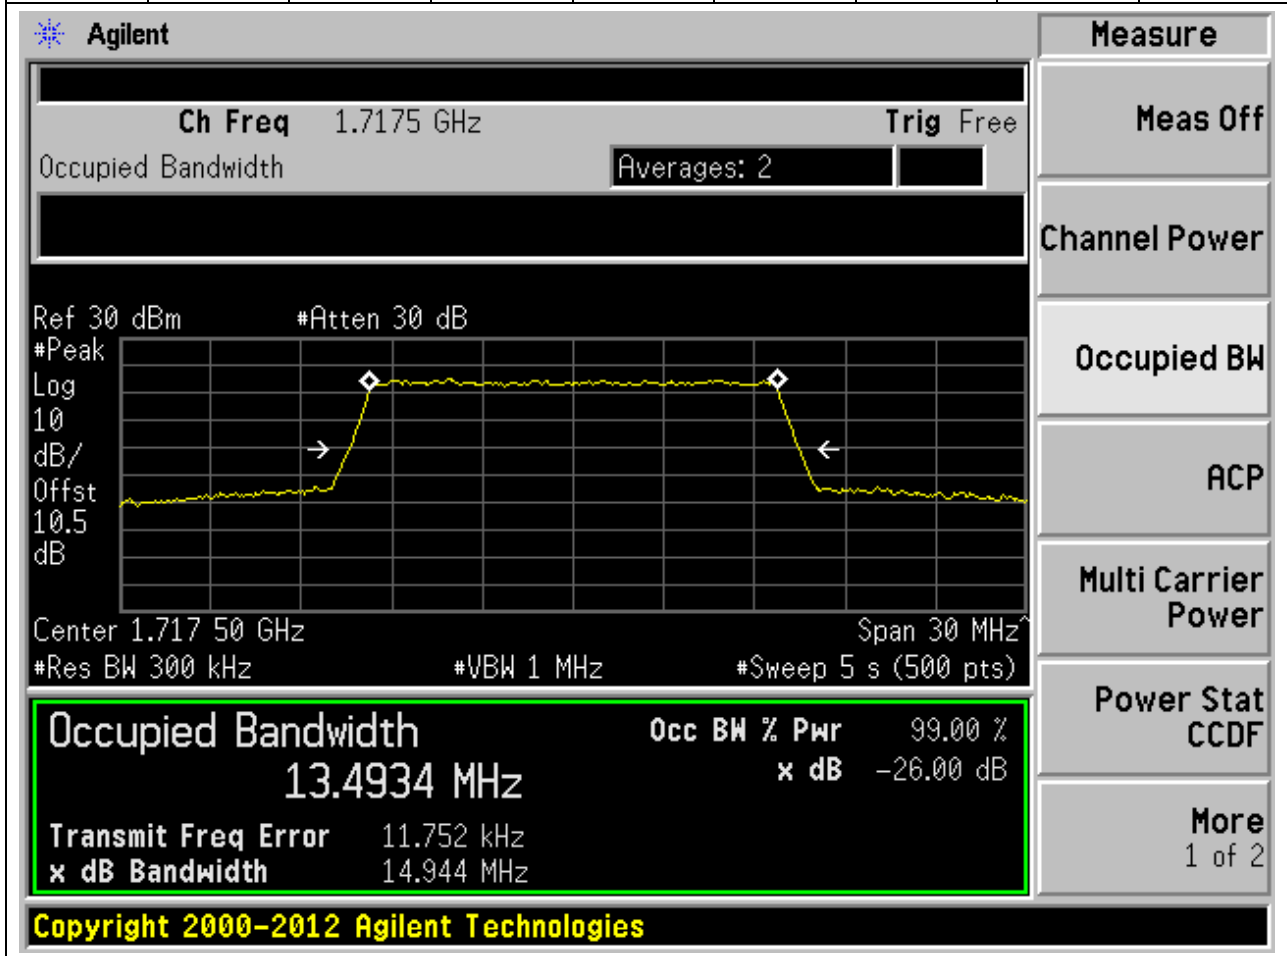 Agilent
Measure
Ch Freq 1.7175 GHz Trig Free
Meas Off
Occupied Bandwidth Averages: 2
Channel Power
Ref 30 dBm #Atten 30 dB
#Peak
Log
10
dB/
Offst
10.5
dB
Occupied BW
ACP
Center 1.717 50 GHz Span 30 MHz^
#Res BW 300 kHz #VBW 1 MHz #Sweep 5 s (500 pts)
Multi Carrier
Power
Occupied Bandwidth Occ BW % Pwr 99.00 %
13.4934 MHz x dB -26.00 dB
Power Stat
CCDF
Transmit Freq Error 11.752 kHz
x dB Bandwidth 14.944 MHz
More
1 of 2
Copyright 2000-2012 Agilent Technologies